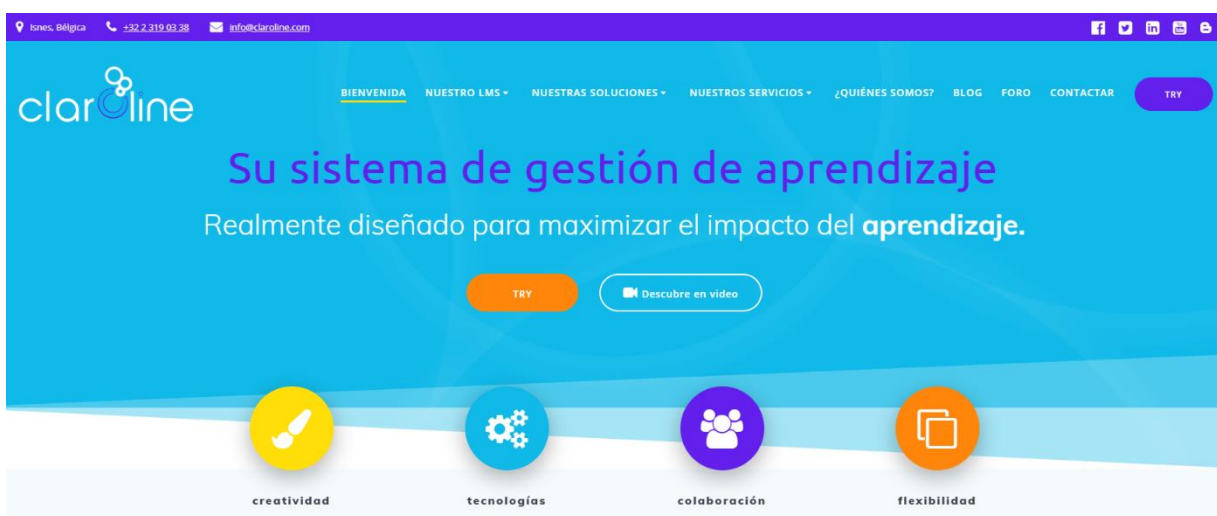 Isnes, Bélgica +32 2 319 03 38 info@claroline.com
claroline
BIENVENIDA NUESTRO LMS NUESTRAS SOLUCIONES NUESTROS SERVICIOS ¿QUIÉNES SOMOS? BLOG FORO CONTACTAR TRY
Su sistema de gestión de aprendizaje
Realmente diseñado para maximizar el impacto del aprendizaje.
TRY Descubre en video
creatividad tecnologías colaboración flexibilidad